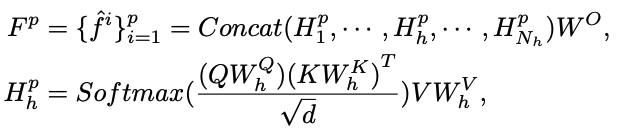 $F^p = \{\hat{f}^i\}_{i=1}^p = Concat(H_1^p, \cdots, H_h^p, \cdots, H_{N_h}^p)W^O,$
$H_h^p = Softmax(\frac{(QW_h^Q)(KW_h^K)^T}{\sqrt{d}})VW_h^V,$